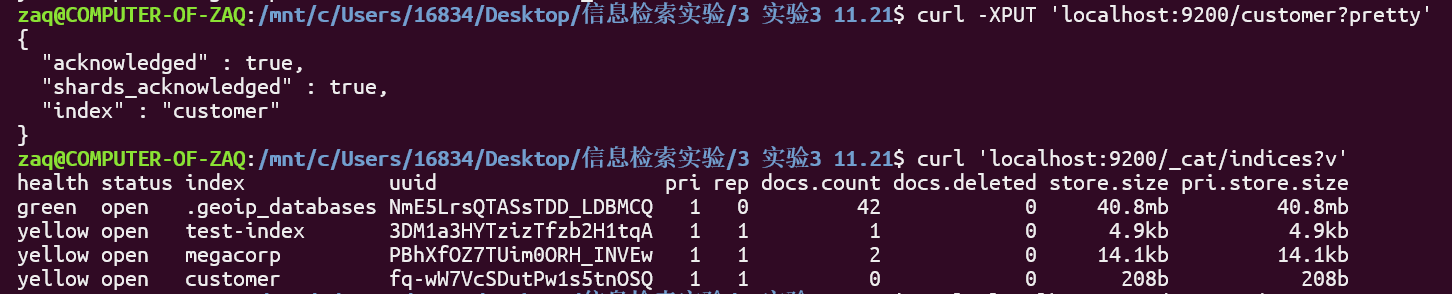 zaq@COMPUTER-OF-ZAQ:/mnt/c/Users/16834/Desktop/信息检索实验/3 实验3 11.21$ curl -XPUT 'localhost:9200/customer?pretty'
{
  "acknowledged" : true,
  "shards_acknowledged" : true,
  "index" : "customer"
}
zaq@COMPUTER-OF-ZAQ:/mnt/c/Users/16834/Desktop/信息检索实验/3 实验3 11.21$ curl 'localhost:9200/_cat/indices?v'
health status index            uuid                   pri rep docs.count docs.deleted store.size pri.store.size
green  open   .geoip_databases NmE5LrsQTASsTDD_LDBMCQ   1   0         42            0     40.8mb         40.8mb
yellow open   test-index       3DM1a3HYTzizTfzb2H1tqA   1   1          1            0      4.9kb          4.9kb
yellow open   megacorp         PBhXfOZ7TUim0ORH_INVEw   1   1          2            0     14.1kb         14.1kb
yellow open   customer         fq-wW7VcSDutPw1s5tnOSQ   1   1          0            0       208b           208b